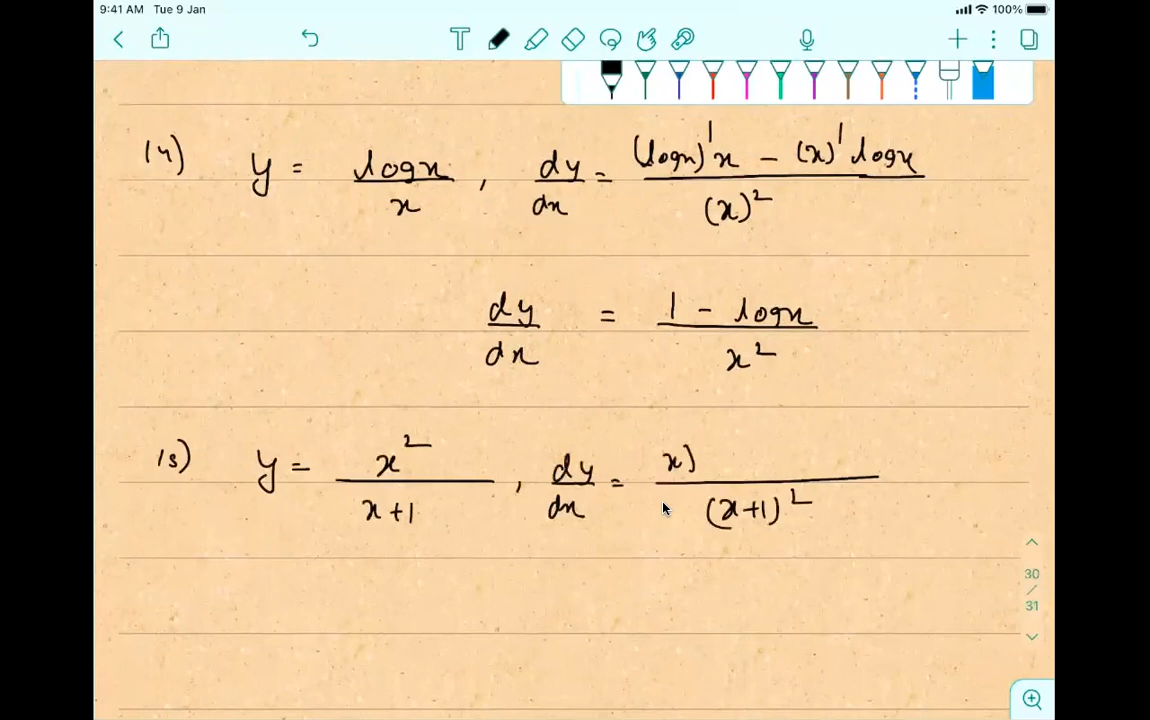 9:41 AM Tue 9 Jan 100%
14) y = logx / x , dy/dx = ((logx)'x - (x)'logx) / (x)²
dy/dx = (1 - logx) / x²
15) y = x² / (x+1) , dy/dx = x) / (x+1)²
30
/
31